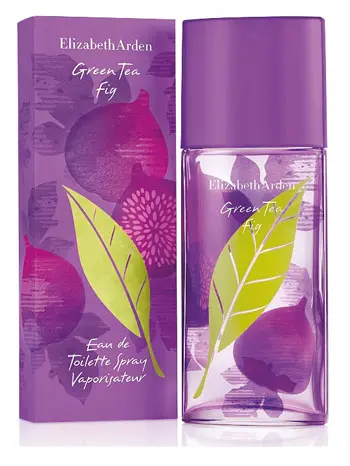 Elizabeth Arden
Green Tea
Fig
Eau de
Toilette Spray
Vaporisateur
Elizabeth Arden
Green Tea
Fig